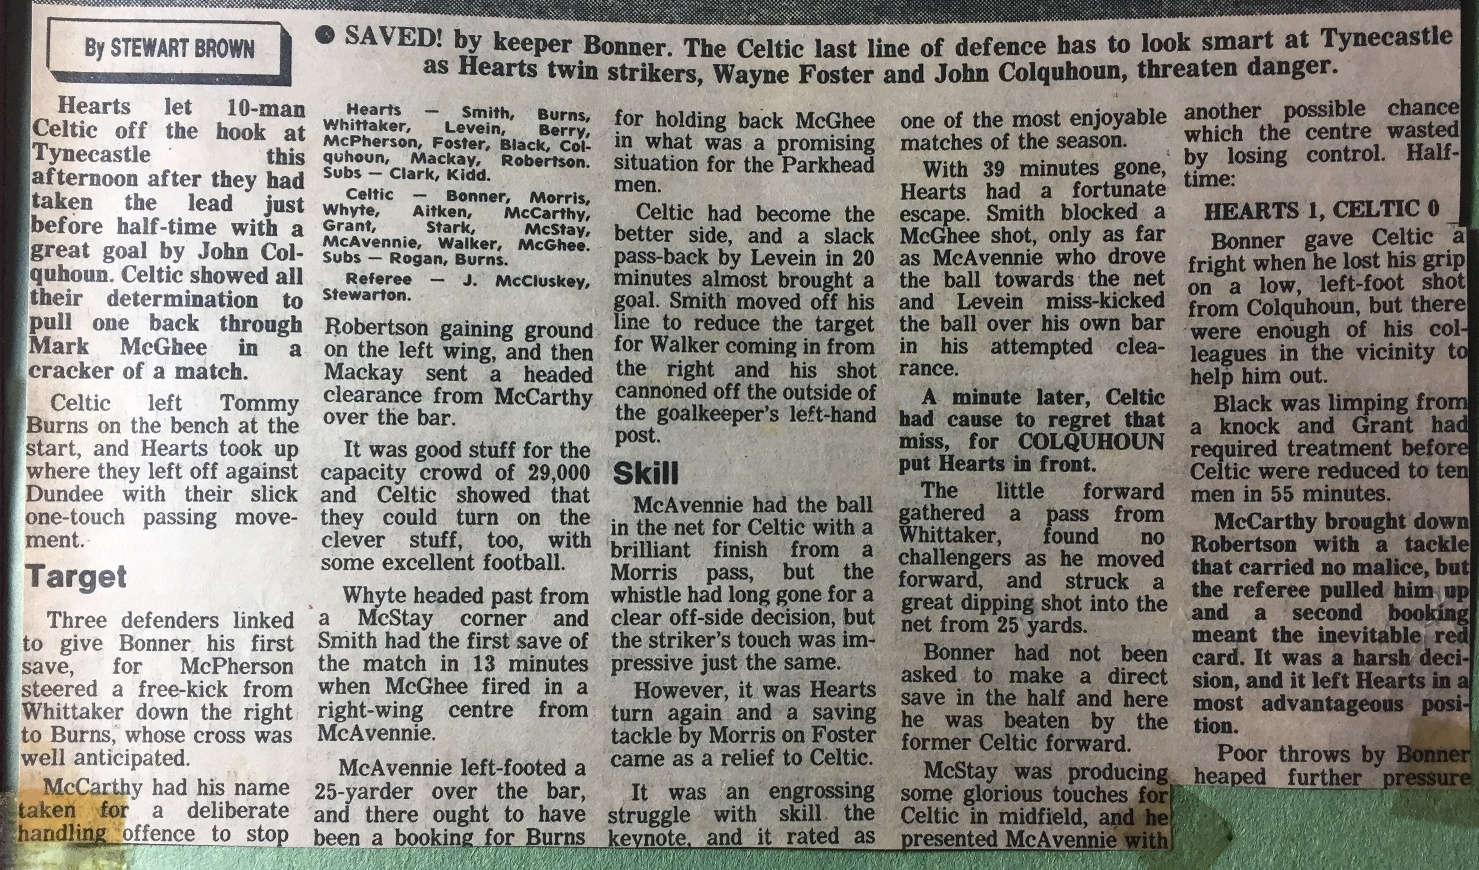 By STEWART BROWN
● SAVED! by keeper Bonner. The Celtic last line of defence has to look smart at Tynecastle
as Hearts twin strikers, Wayne Foster and John Colquhoun, threaten danger.
Hearts let 10-man
Celtic off the hook at
Tynecastle this
afternoon after they had
taken the lead just
before half-time with a
great goal by John Col-
quhoun. Celtic showed all
their determination to
pull one back through
Mark McGhee in a
cracker of a match.
Celtic left Tommy
Burns on the bench at the
start, and Hearts took up
where they left off against
Dundee with their slick
one-touch passing move-
ment.
Target
Three defenders linked
to give Bonner his first
save, for McPherson
steered a free-kick from
Whittaker down the right
to Burns, whose cross was
well anticipated.
McCarthy had his name
taken for a deliberate
handling offence to stop
Hearts — Smith, Burns,
Whittaker, Levein, Berry,
McPherson, Foster, Black, Col-
quhoun, Mackay, Robertson.
Subs — Clark, Kidd.
Celtic — Bonner, Morris,
Whyte, Aitken, McCarthy,
Grant, Stark, McStay,
McAvennie, Walker, McGhee.
Subs — Rogan, Burns.
Referee — J. McCluskey,
Stewarton.
Robertson gaining ground
on the left wing, and then
Mackay sent a headed
clearance from McCarthy
over the bar.
It was good stuff for the
capacity crowd of 29,000
and Celtic showed that
they could turn on the
clever stuff, too, with
some excellent football.
Whyte headed past from
a McStay corner and
Smith had the first save of
the match in 13 minutes
when McGhee fired in a
right-wing centre from
McAvennie.
McAvennie left-footed a
25-yarder over the bar,
and there ought to have
been a booking for Burns
for holding back McGhee
in what was a promising
situation for the Parkhead
men.
Celtic had become the
better side, and a slack
pass-back by Levein in 20
minutes almost brought a
goal. Smith moved off his
line to reduce the target
for Walker coming in from
the right and his shot
cannoned off the outside of
the goalkeeper's left-hand
post.
Skill
McAvennie had the ball
in the net for Celtic with a
brilliant finish from a
Morris pass, but the
whistle had long gone for a
clear off-side decision, but
the striker's touch was im-
pressive just the same.
However, it was Hearts
turn again and a saving
tackle by Morris on Foster
came as a relief to Celtic.
It was an engrossing
struggle with skill the
keynote, and it rated as
one of the most enjoyable
matches of the season.
With 39 minutes gone,
Hearts had a fortunate
escape. Smith blocked a
McGhee shot, only as far
as McAvennie who drove
the ball towards the net
and Levein miss-kicked
the ball over his own bar
in his attempted clea-
rance.
A minute later, Celtic
had cause to regret that
miss, for COLQUHOUN
put Hearts in front.
The little forward
gathered a pass from
Whittaker, found no
challengers as he moved
forward, and struck a
great dipping shot into the
net from 25 yards.
Bonner had not been
asked to make a direct
save in the half and here
he was beaten by the
former Celtic forward.
McStay was producing
some glorious touches for
Celtic in midfield, and he
presented McAvennie with
another possible chance
which the centre wasted
by losing control. Half-
time:
HEARTS 1, CELTIC 0
Bonner gave Celtic a
fright when he lost his grip
on a low, left-foot shot
from Colquhoun, but there
were enough of his col-
leagues in the vicinity to
help him out.
Black was limping from
a knock and Grant had
required treatment before
Celtic were reduced to ten
men in 55 minutes.
McCarthy brought down
Robertson with a tackle
that carried no malice, but
the referee pulled him up
and a second booking
meant the inevitable red
card. It was a harsh deci-
sion, and it left Hearts in a
most advantageous posi-
tion.
Poor throws by Bonner
heaped further pressure